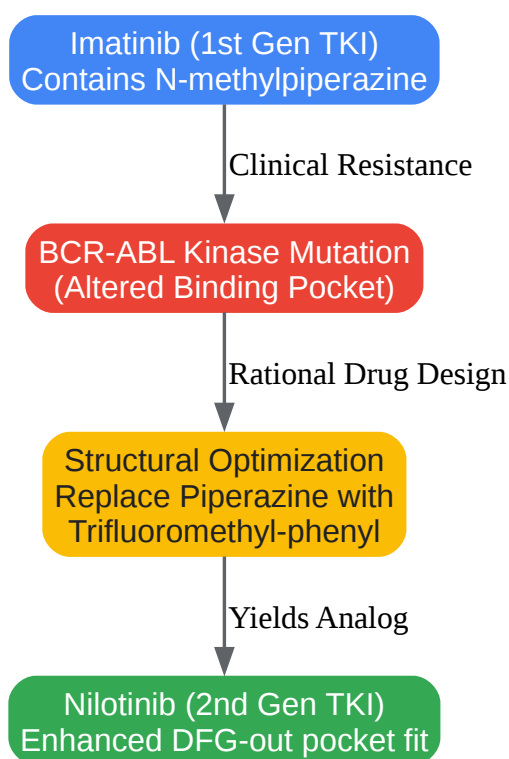 Imatinib (1st Gen TKI)
Contains N-methylpiperazine
Clinical Resistance
BCR-ABL Kinase Mutation
(Altered Binding Pocket)
Rational Drug Design
Structural Optimization
Replace Piperazine with
Trifluoromethyl-phenyl
Yields Analog
Nilotinib (2nd Gen TKI)
Enhanced DFG-out pocket fit